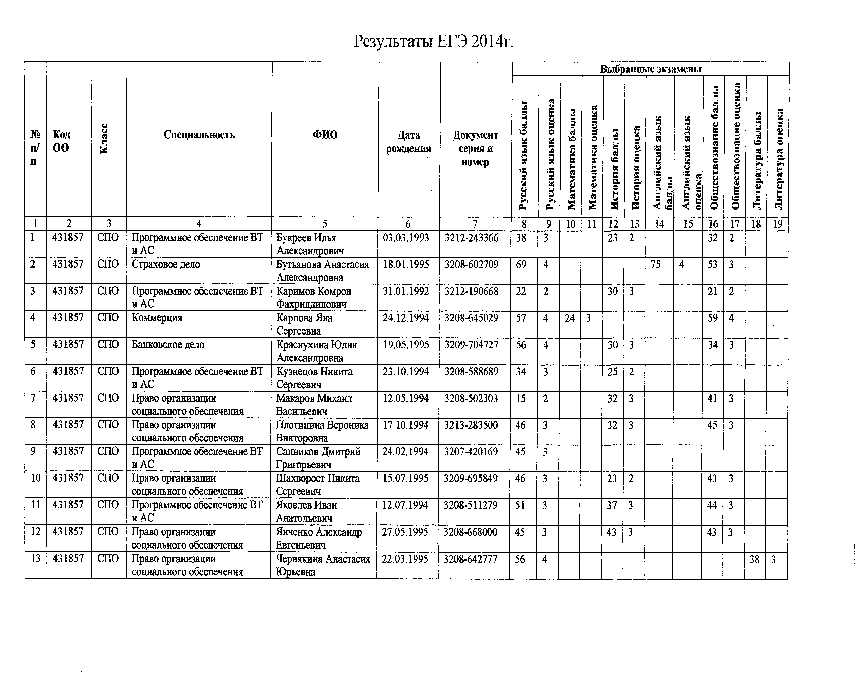 Результаты ЕГЭ 2014г.
Выбранные экзамены
№ п/п Код ОО Класс Специальность ФИО Дата рождения Документ серия и номер Русский язык баллы Русский язык оценка Математика баллы Математика оценка История баллы История оценка Английский язык баллы Английский язык оценка Обществознание баллы Обществознание оценка Литература баллы Литература оценка
1 2 3 4 5 6 7 8 9 10 11 12 13 14 15 16 17 18 19
1 431857 СПО Программное обеспечение ВТ Букреев Илья 03.03.1993 3212-243366 38 3 23 2 32 2
и АС Александрович
2 431857 СПО Страховое дело Бутьанова Анастасия 18.01.1995 3208-602709 69 4 75 4 53 3
Александровна
3 431857 СПО Программное обеспечение ВТ Каримов Комрон 31.01.1992 3212-190668 22 2 30 3 21 2
и АС Фахриддинович
4 431857 СПО Коммерция Карпова Яна 24.12.1994 3208-645029 57 4 24 3 59 4
Сергеевна
5 431857 СПО Банковское дело Краснухина Юлия 19.05.1995 3209-704727 56 4 30 3 34 3
Александровна
6 431857 СПО Программное обеспечение ВТ Кузнецов Никита 23.10.1994 3208-588689 34 3 25 2
и АС Сергеевич
7 431857 СПО Право организации Макаров Михаил 12.05.1994 3208-502303 15 2 32 3 41 3
социального обеспечения Васильевич
8 431857 СПО Право организации Плотицина Вероника 17.10.1994 3213-283500 46 3 32 3 45 3
социального обеспечения Викторовна
9 431857 СПО Программное обеспечение ВТ Санников Дмитрий 24.02.1994 3207-420169 45 3
и АС Григорьевич
10 431857 СПО Право организации Шахворост Никита 15.07.1995 3209-695849 46 3 21 2 43 3
социального обеспечения Сергеевич
11 431857 СПО Программное обеспечение ВТ Яковлев Иван 12.07.1994 3208-511279 51 3 37 3 44 3
и АС Анатольевич
12 431857 СПО Право организации Янченко Александр 27.05.1995 3208-668000 45 3 43 3 43 3
социального обеспечения Евгеньевич
13 431857 СПО Право организации Чернякина Анастасия 22.03.1995 3208-642777 56 4 38 3
социального обеспечения Юрьевна